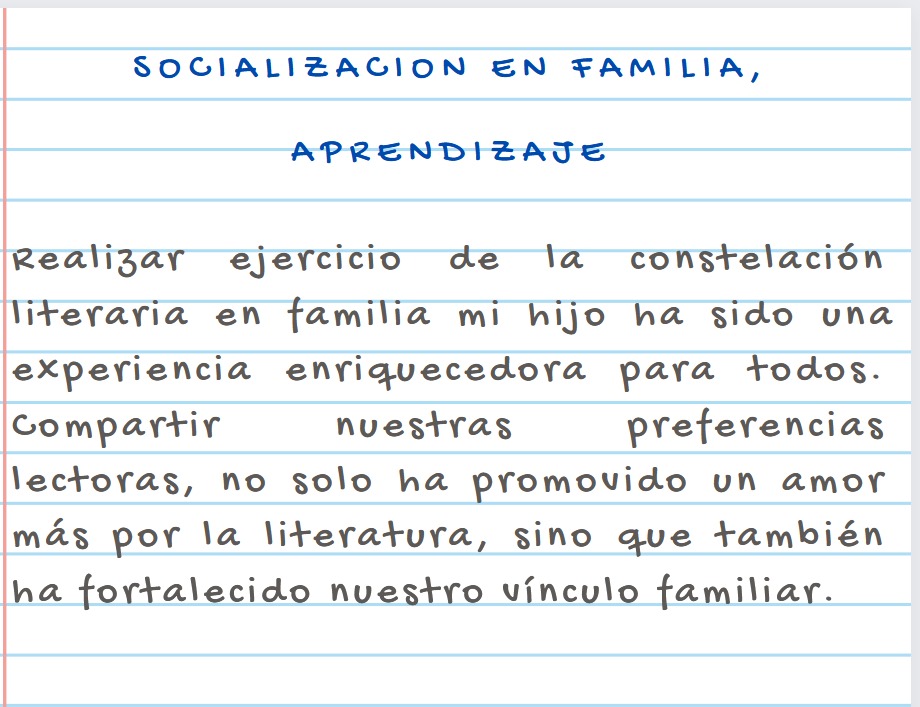 SOCIALIZACION EN FAMILIA,
APRENDIZAJE
Realizar ejercicio de la constelación
literaria en familia mi hijo ha sido una
experiencia enriquecedora para todos.
Compartir nuestras preferencias
lectoras, no solo ha promovido un amor
más por la literatura, sino que también
ha fortalecido nuestro vínculo familiar.